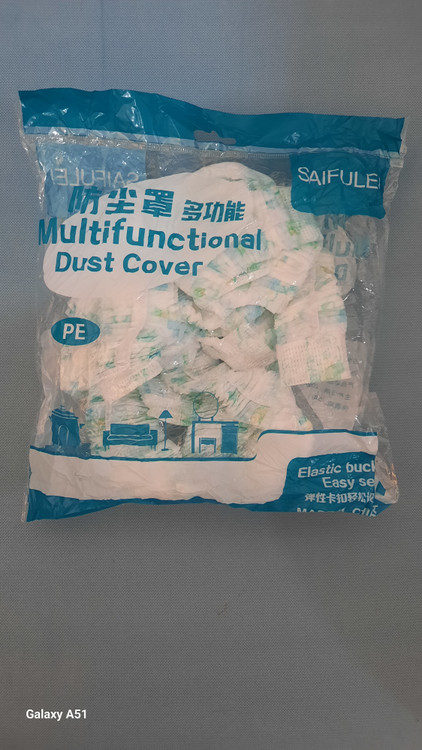 SAIFULE
防尘罩 多功能
Multifunctional
Dust Cover
PE
Elastic buck
Easy se
弹性卡扣轻松
Galaxy A51